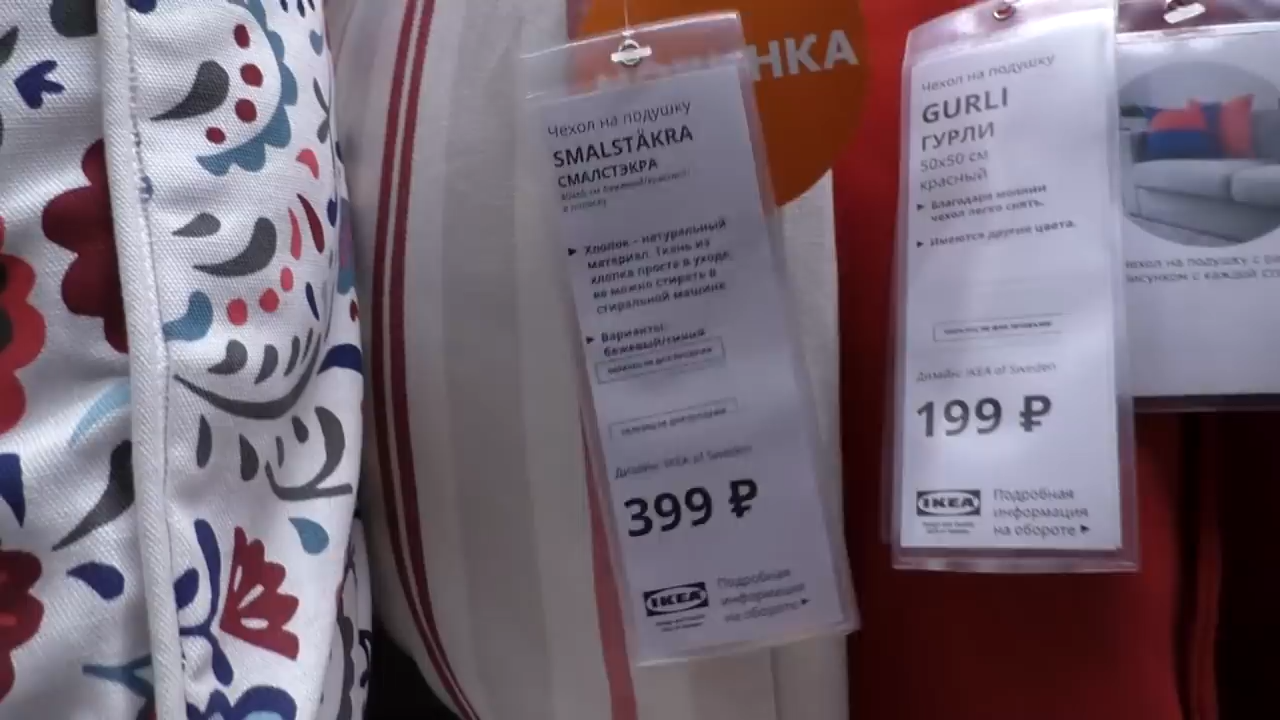 НКА
Чехол на подушку
SMALSTÄKRA
СМАЛСТЭКРА
▶ Хлопок – натуральный
материал. Ткань из
хлопка проста в уходе,
ее можно стирать в
стиральной машине.
▶ Варианты:
бежевый/синий
Дизайн: IKEA of Sweden
399 ₽
IKEA
Подробная
информация
на обороте ▶
Чехол на подушку
GURLI
ГУРЛИ
50x50 см
красный
▶ Благодаря молнии
чехол легко снять.
▶ Имеются другие цвета.
Дизайн: IKEA of Sweden
199 ₽
IKEA
Подробная
информация
на обороте ▶
чехол на подушку с
рисунком с каждой